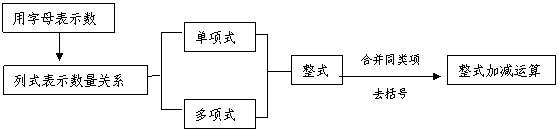 用字母表示数
列式表示数量关系
单项式
多项式
整式
合并同类项
去括号
整式加减运算